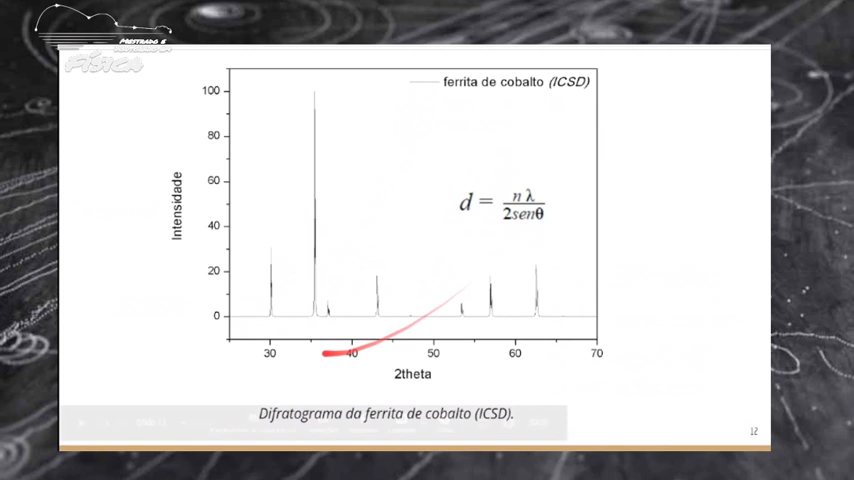 MESTRADO E
FÍSICA
ferrita de cobalto (ICSD)
100
80
60
40
20
0
Intensidade
d = nλ / 2senθ
30 40 50 60 70
2theta
Difratograma da ferrita de cobalto (ICSD).
12